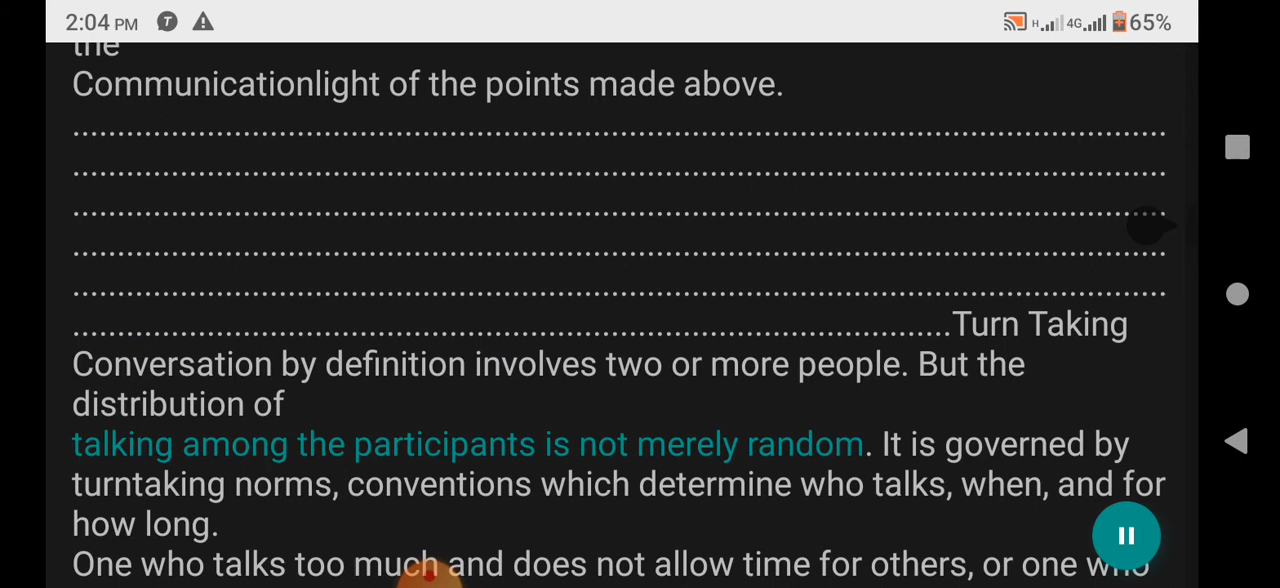 2:04 PM T H 4G 65%
the
Communicationlight of the points made above.
........................................................................................................................
........................................................................................................................
........................................................................................................................
........................................................................................................................
........................................................................................................................
................................................................................................Turn Taking
Conversation by definition involves two or more people. But the
distribution of
talking among the participants is not merely random. It is governed by
turntaking norms, conventions which determine who talks, when, and for
how long.
One who talks too much and does not allow time for others, or one who